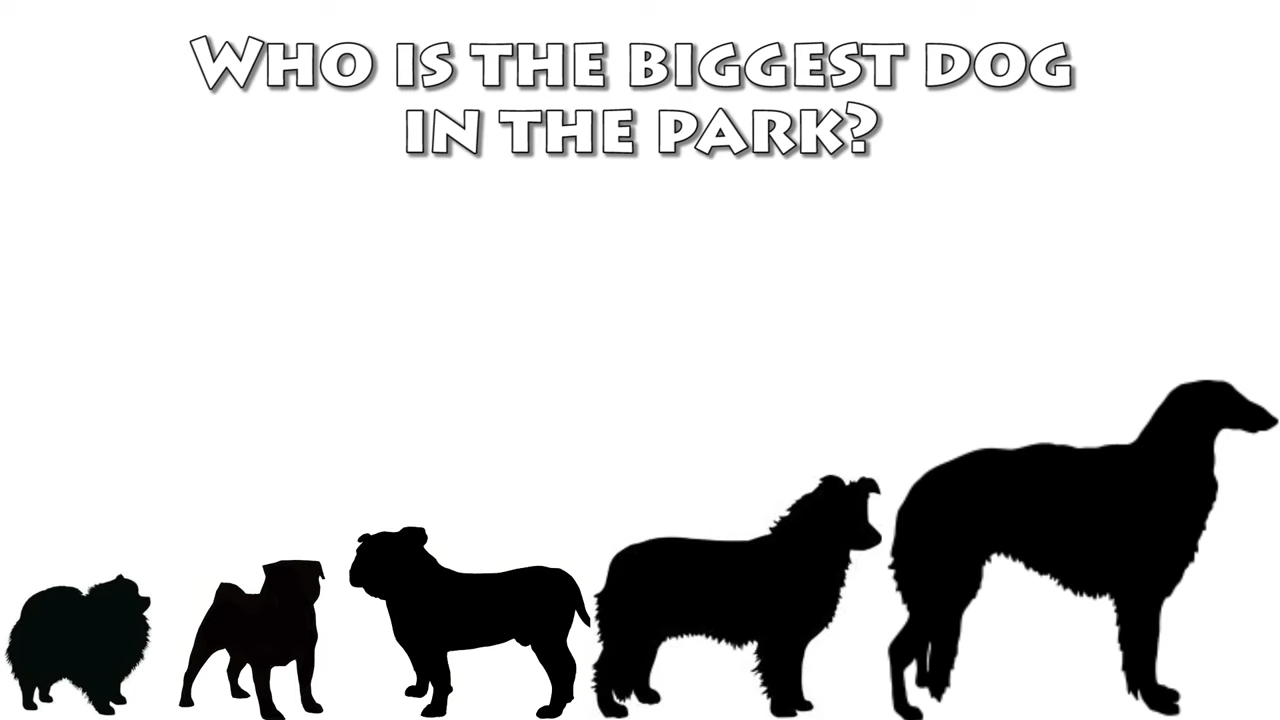 Who is the biggest dog
in the park?